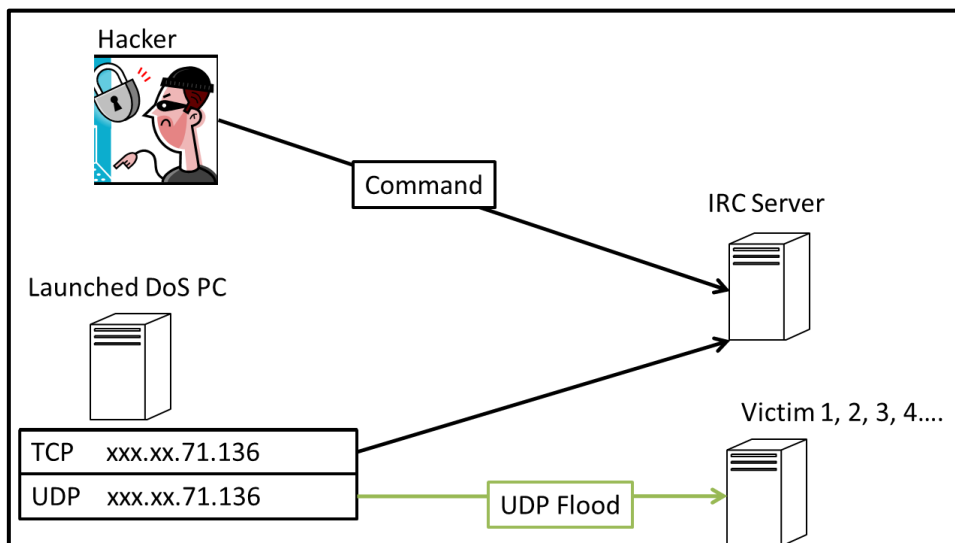 Hacker
Command
IRC Server
Launched DoS PC
Victim 1, 2, 3, 4....
TCP xxx.xx.71.136
UDP xxx.xx.71.136
UDP Flood